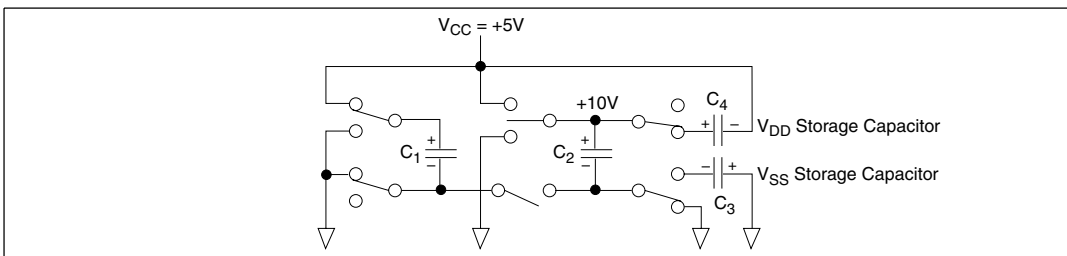 V_CC = +5V
+10V
C_4
+ −
V_DD Storage Capacitor
+
C_1
−
+
C_2
−
− +
V_SS Storage Capacitor
C_3